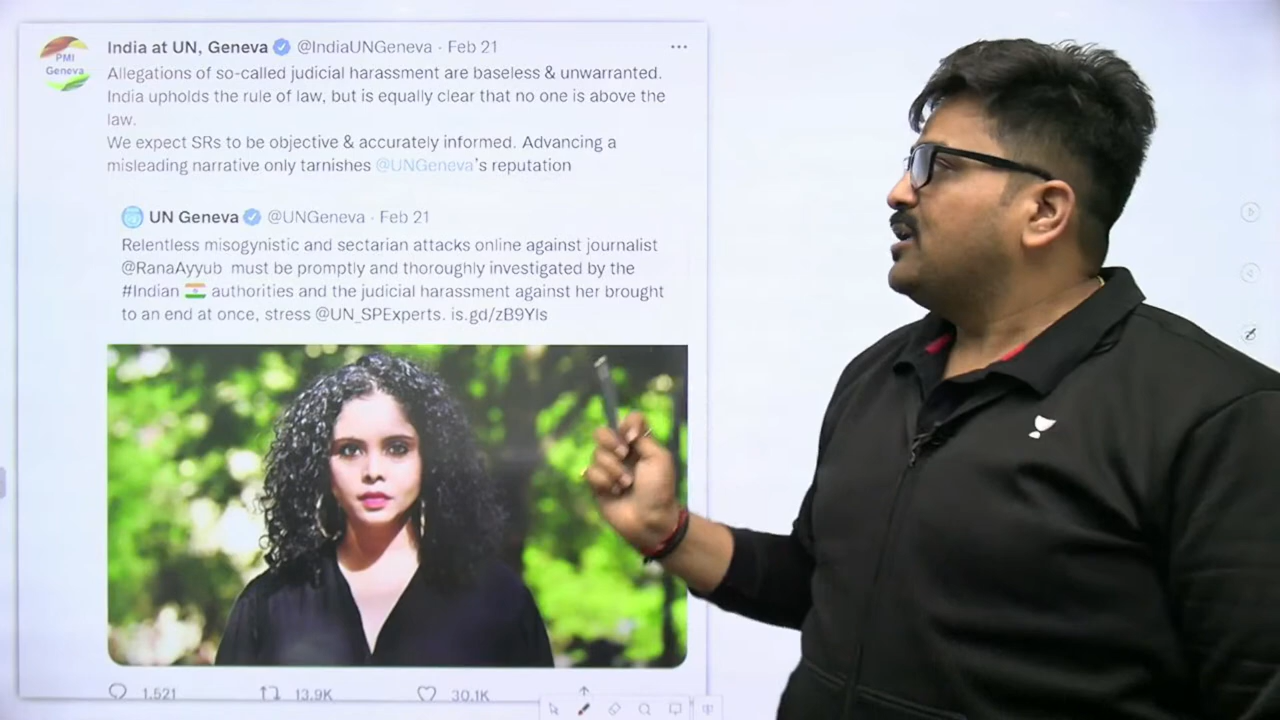 India at UN, Geneva @IndiaUNGeneva · Feb 21
PMI
Geneva
Allegations of so-called judicial harassment are baseless & unwarranted.
India upholds the rule of law, but is equally clear that no one is above the
law.
We expect SRs to be objective & accurately informed. Advancing a
misleading narrative only tarnishes @UNGeneva's reputation
UN Geneva @UNGeneva · Feb 21
Relentless misogynistic and sectarian attacks online against journalist
@RanaAyyub must be promptly and thoroughly investigated by the
#Indian 🇮🇳 authorities and the judicial harassment against her brought
to an end at once, stress @UN_SPExperts. is.gd/zB9Yls
1,521 13.9K 30.1K